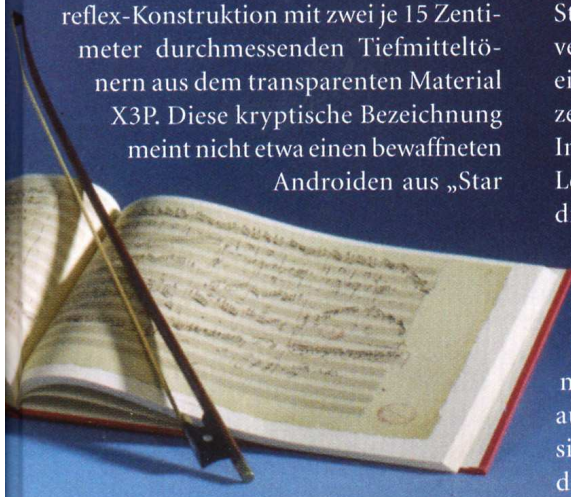 reflex-Konstruktion mit zwei je 15 Zenti-
meter durchmessenden Tiefmitteltö-
nern aus dem transparenten Material
X3P. Diese kryptische Bezeichnung
meint nicht etwa einen bewaffneten
Androiden aus „Star